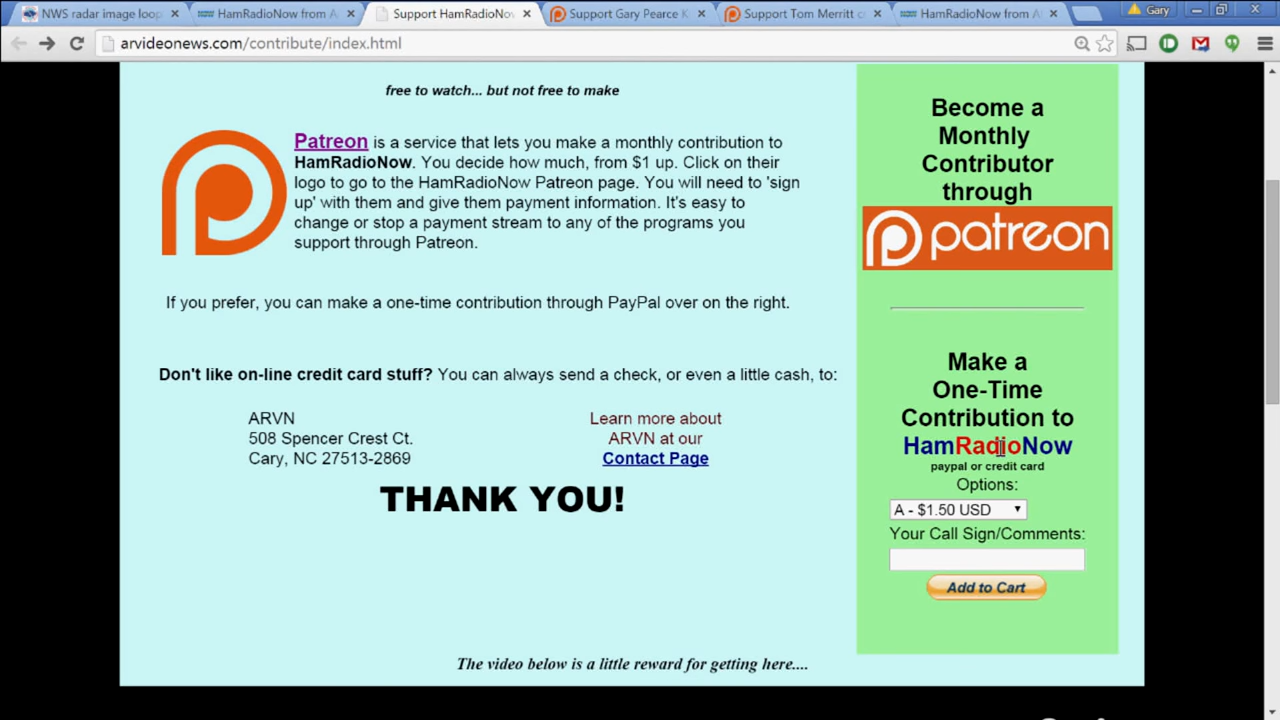 NWS radar image loop
HamRadioNow from A
Support HamRadioNov
Support Gary Pearce K
Support Tom Merritt cr
HamRadioNow from A
Gary
arvideonews.com/contribute/index.html
free to watch... but not free to make
Patreon is a service that lets you make a monthly contribution to
HamRadioNow. You decide how much, from $1 up. Click on their
logo to go to the HamRadioNow Patreon page. You will need to 'sign
up' with them and give them payment information. It's easy to
change or stop a payment stream to any of the programs you
support through Patreon.
If you prefer, you can make a one-time contribution through PayPal over on the right.
Don't like on-line credit card stuff? You can always send a check, or even a little cash, to:
ARVN
508 Spencer Crest Ct.
Cary, NC 27513-2869
Learn more about
ARVN at our
Contact Page
THANK YOU!
Become a
Monthly
Contributor
through
patreon
Make a
One-Time
Contribution to
HamRadioNow
paypal or credit card
Options:
A - $1.50 USD
Your Call Sign/Comments:
Add to Cart
The video below is a little reward for getting here....